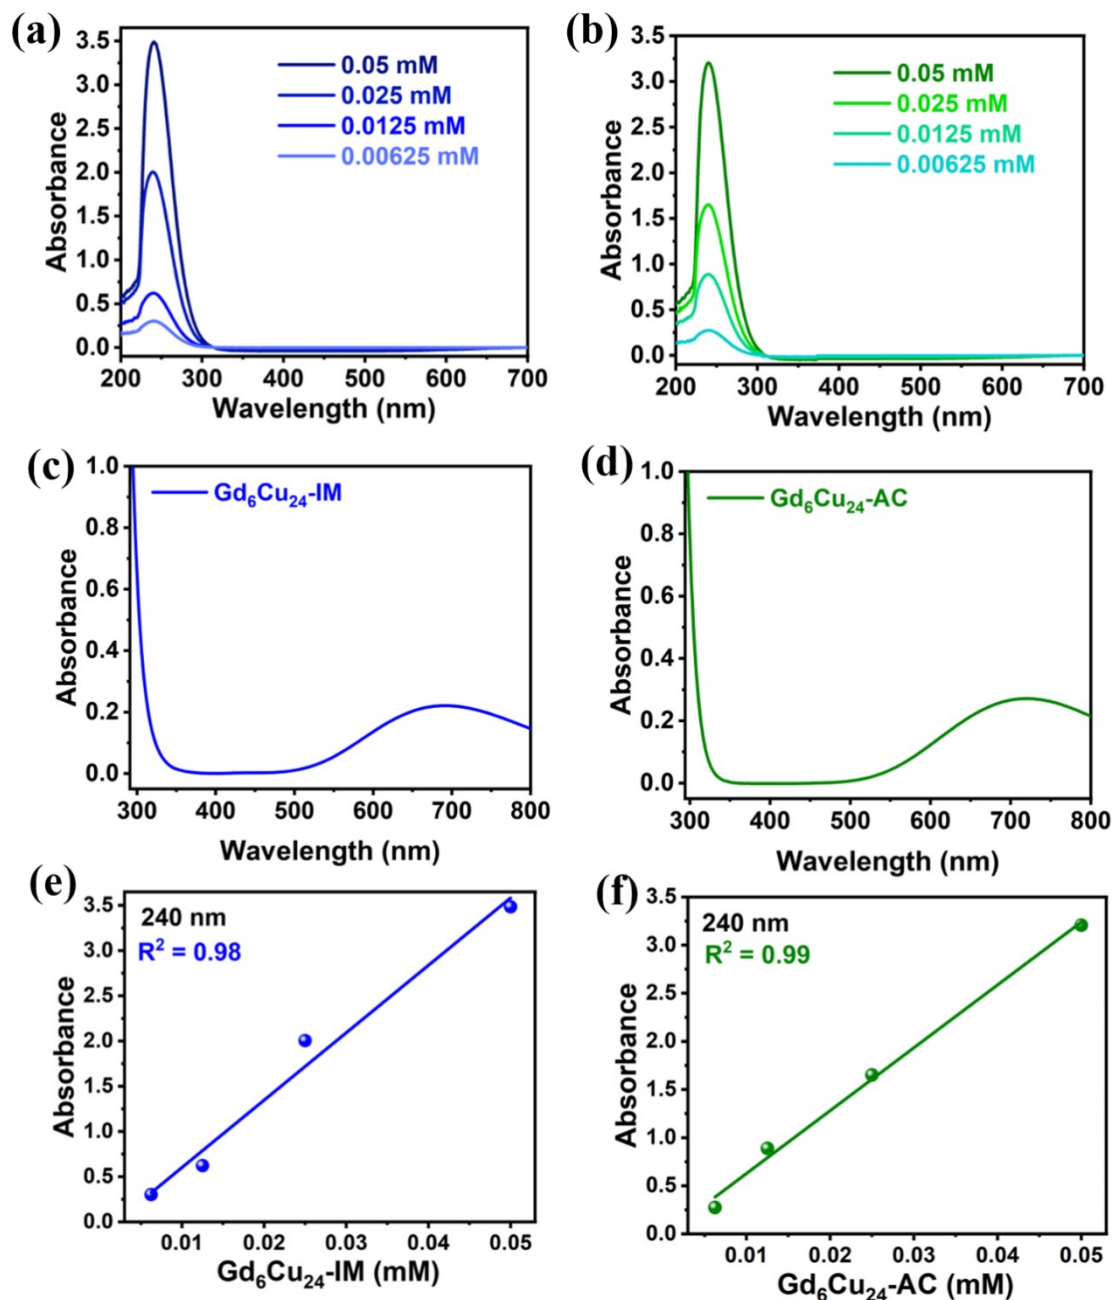 (a)
3.5
3.0
2.5
2.0
1.5
1.0
0.5
0.0
Absorbance
0.05 mM
0.025 mM
0.0125 mM
0.00625 mM
200 300 400 500 600 700
Wavelength (nm)
(b)
3.5
3.0
2.5
2.0
1.5
1.0
0.5
0.0
Absorbance
0.05 mM
0.025 mM
0.0125 mM
0.00625 mM
200 300 400 500 600 700
Wavelength (nm)
(c)
1.0
0.8
0.6
0.4
0.2
0.0
Absorbance
Gd₆Cu₂₄-IM
300 400 500 600 700 800
Wavelength (nm)
(d)
1.0
0.8
0.6
0.4
0.2
0.0
Absorbance
Gd₆Cu₂₄-AC
300 400 500 600 700 800
Wavelength (nm)
(e)
3.5
3.0
2.5
2.0
1.5
1.0
0.5
0.0
Absorbance
240 nm
R² = 0.98
0.01 0.02 0.03 0.04 0.05
Gd₆Cu₂₄-IM (mM)
(f)
3.5
3.0
2.5
2.0
1.5
1.0
0.5
0.0
Absorbance
240 nm
R² = 0.99
0.01 0.02 0.03 0.04 0.05
Gd₆Cu₂₄-AC (mM)